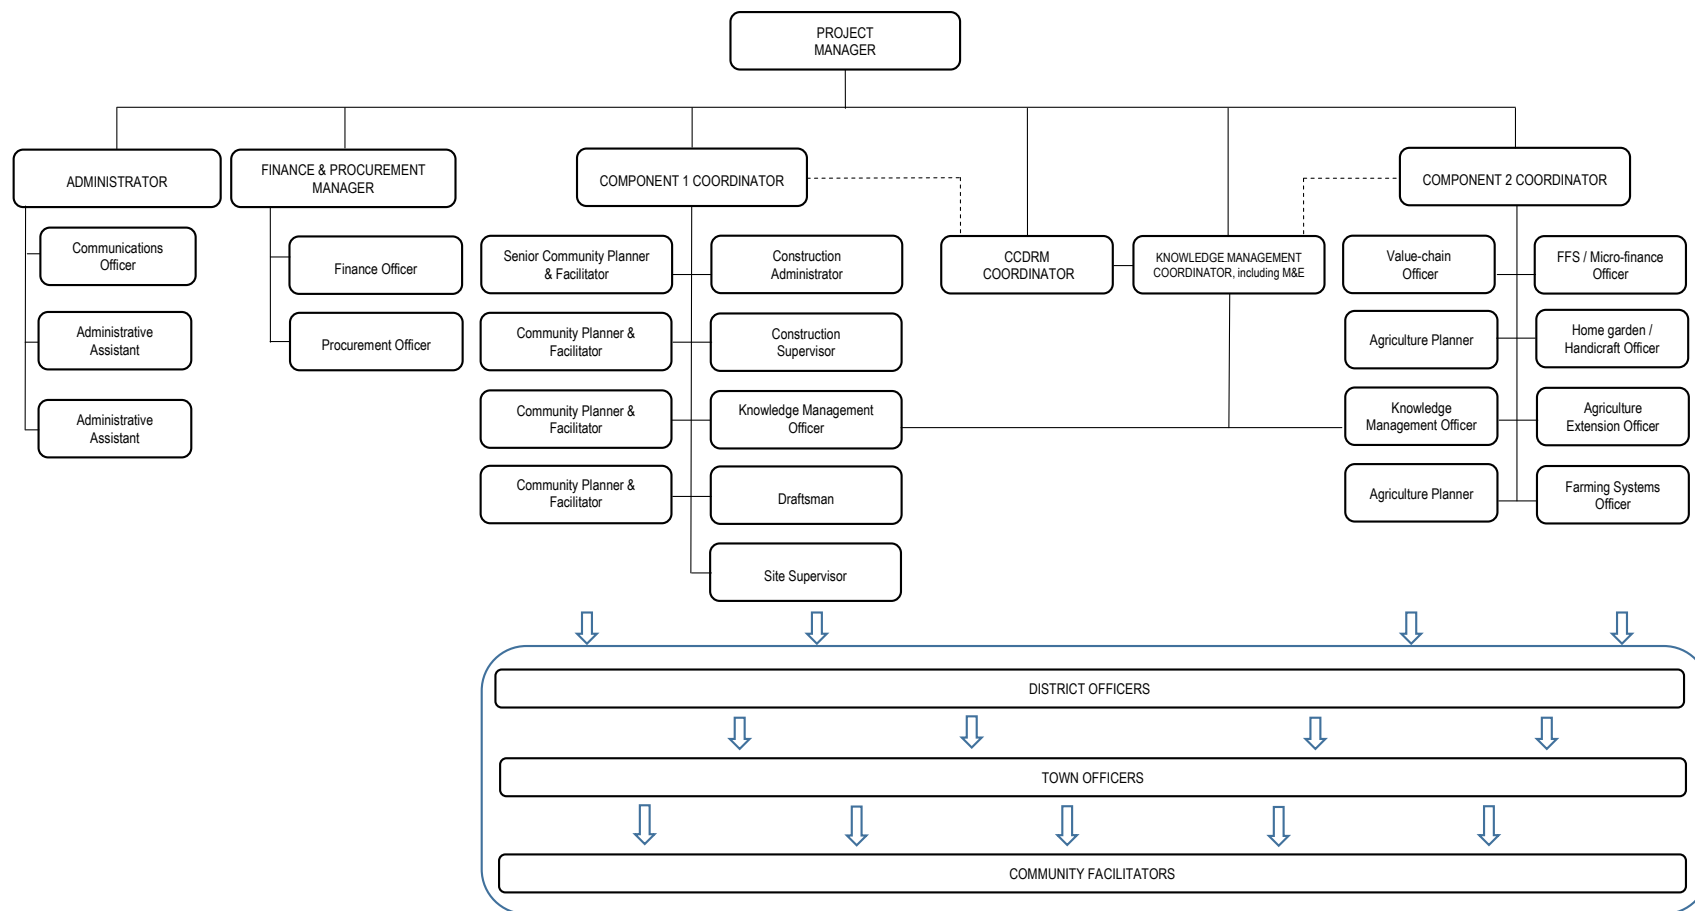 PROJECT
MANAGER
ADMINISTRATOR
FINANCE & PROCUREMENT
MANAGER
COMPONENT 1 COORDINATOR
COMPONENT 2 COORDINATOR
Communications
Officer
Administrative
Assistant
Administrative
Assistant
Finance Officer
Procurement Officer
Senior Community Planner
& Facilitator
Construction
Administrator
Community Planner &
Facilitator
Construction
Supervisor
Community Planner &
Facilitator
Knowledge Management
Officer
Community Planner &
Facilitator
Draftsman
Site Supervisor
CCDRM
COORDINATOR
KNOWLEDGE MANAGEMENT
COORDINATOR, including M&E
Value-chain
Officer
FFS / Micro-finance
Officer
Agriculture Planner
Home garden /
Handicraft Officer
Knowledge
Management Officer
Agriculture
Extension Officer
Agriculture Planner
Farming Systems
Officer
DISTRICT OFFICERS
TOWN OFFICERS
COMMUNITY FACILITATORS